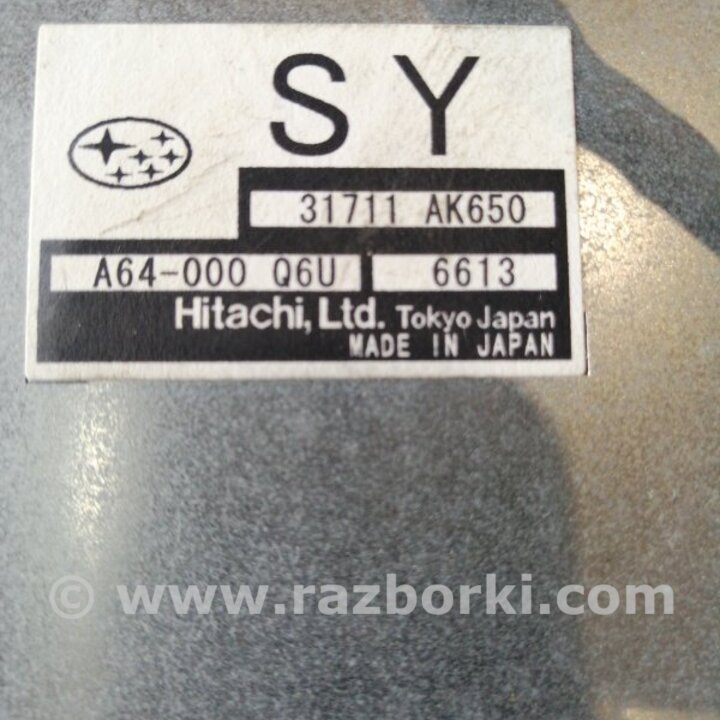 SY
31711 AK650
A64-000 Q6U 6613
Hitachi, Ltd. Tokyo Japan
MADE IN JAPAN
© www.razborki.com